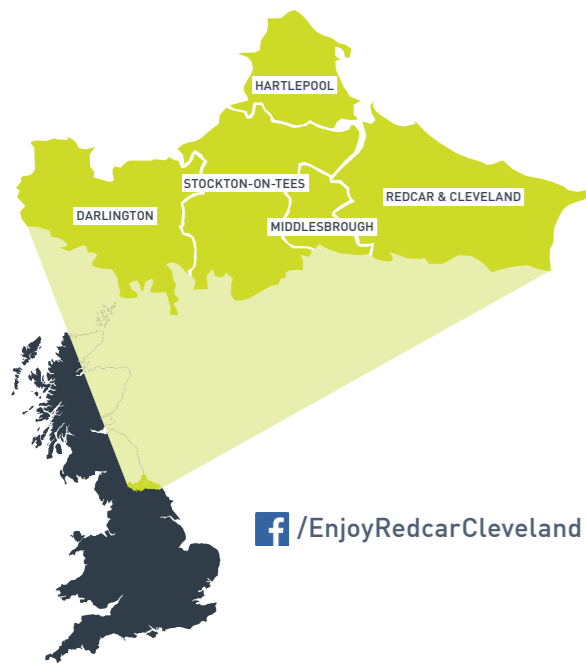 HARTLEPOOL
STOCKTON-ON-TEES
REDCAR & CLEVELAND
DARLINGTON
MIDDLESBROUGH
/EnjoyRedcarCleveland